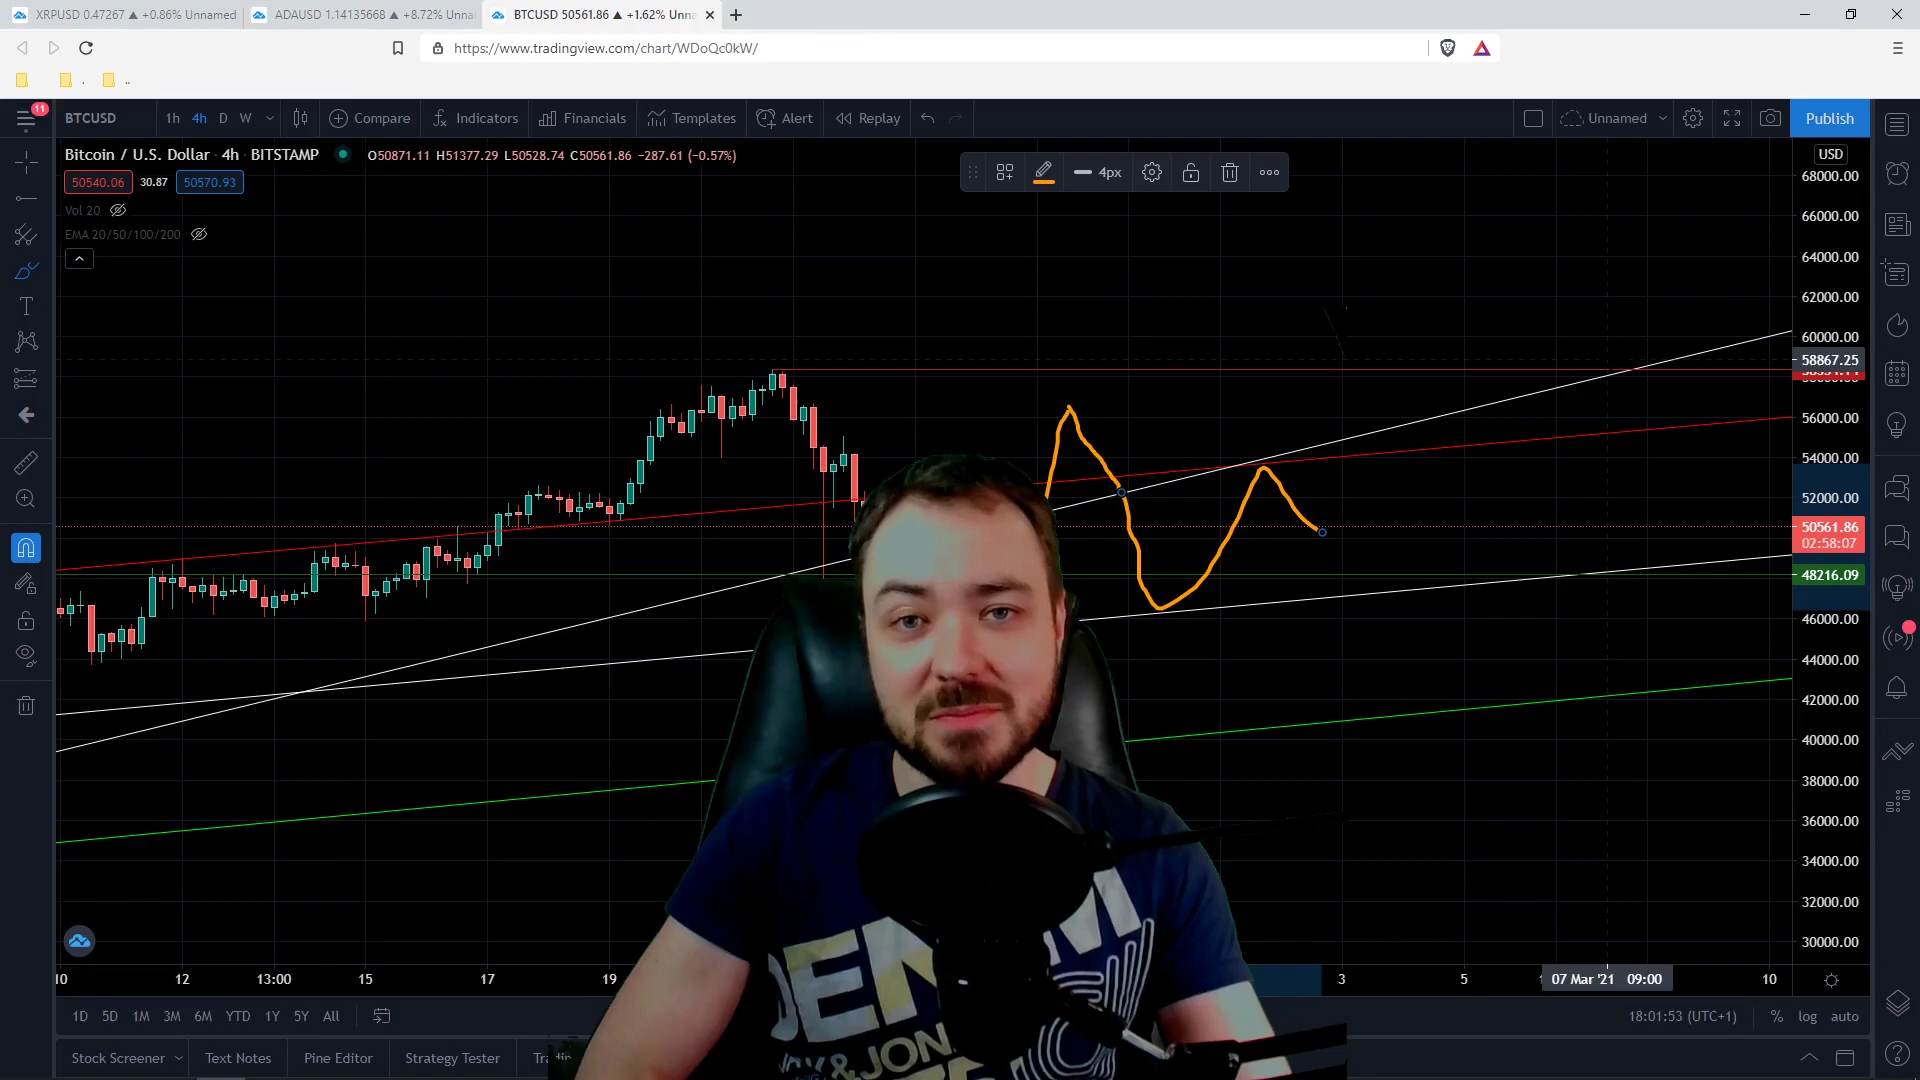 XRPUSD 0.47267 ▲ +0.86% Unnamed
ADAUSD 1.14135668 ▲ +8.72% Unna
BTCUSD 50561.86 ▲ +1.62% Unna
https://www.tradingview.com/chart/WDoQc0kW/
.
..
11
BTCUSD
1h 4h D W
Compare
Indicators
Financials
Templates
Alert
Replay
Unnamed
Publish
Bitcoin / U.S. Dollar · 4h · BITSTAMP
O50871.11 H51377.29 L50528.74 C50561.86 −287.61 (−0.57%)
USD
50540.06 30.87 50570.93
4px
Vol 20
EMA 20/50/100/200
68000.00
66000.00
64000.00
62000.00
60000.00
58867.25
56000.00
54000.00
52000.00
50561.86
02:58:07
48216.09
46000.00
44000.00
42000.00
40000.00
38000.00
36000.00
34000.00
32000.00
30000.00
10 12 13:00 15 17 19 3 5 07 Mar '21 09:00 10
1D 5D 1M 3M 6M YTD 1Y 5Y All
18:01:53 (UTC+1) % log auto
Stock Screener
Text Notes
Pine Editor
Strategy Tester
DENIM
& JON